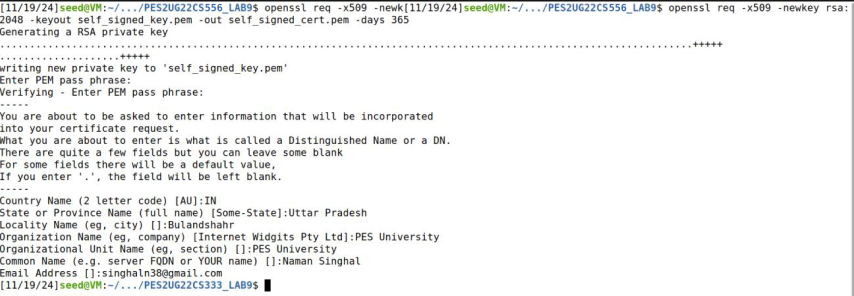 [11/19/24]seed@VM:~/.../PES2UG22CS556_LAB9$ openssl req -x509 -newk[11/19/24]seed@VM:~/.../PES2UG22CS556_LAB9$ openssl req -x509 -newkey rsa:
2048 -keyout self_signed_key.pem -out self_signed_cert.pem -days 365
Generating a RSA private key
....................................................................................................................+++++
....................+++++
writing new private key to 'self_signed_key.pem'
Enter PEM pass phrase:
Verifying - Enter PEM pass phrase:
-----
You are about to be asked to enter information that will be incorporated
into your certificate request.
What you are about to enter is what is called a Distinguished Name or a DN.
There are quite a few fields but you can leave some blank
For some fields there will be a default value,
If you enter '.', the field will be left blank.
-----
Country Name (2 letter code) [AU]:IN
State or Province Name (full name) [Some-State]:Uttar Pradesh
Locality Name (eg, city) []:Bulandshahr
Organization Name (eg, company) [Internet Widgits Pty Ltd]:PES University
Organizational Unit Name (eg, section) []:PES University
Common Name (e.g. server FQDN or YOUR name) []:Naman Singhal
Email Address []:singhaln38@gmail.com
[11/19/24]seed@VM:~/.../PES2UG22CS333_LAB9$